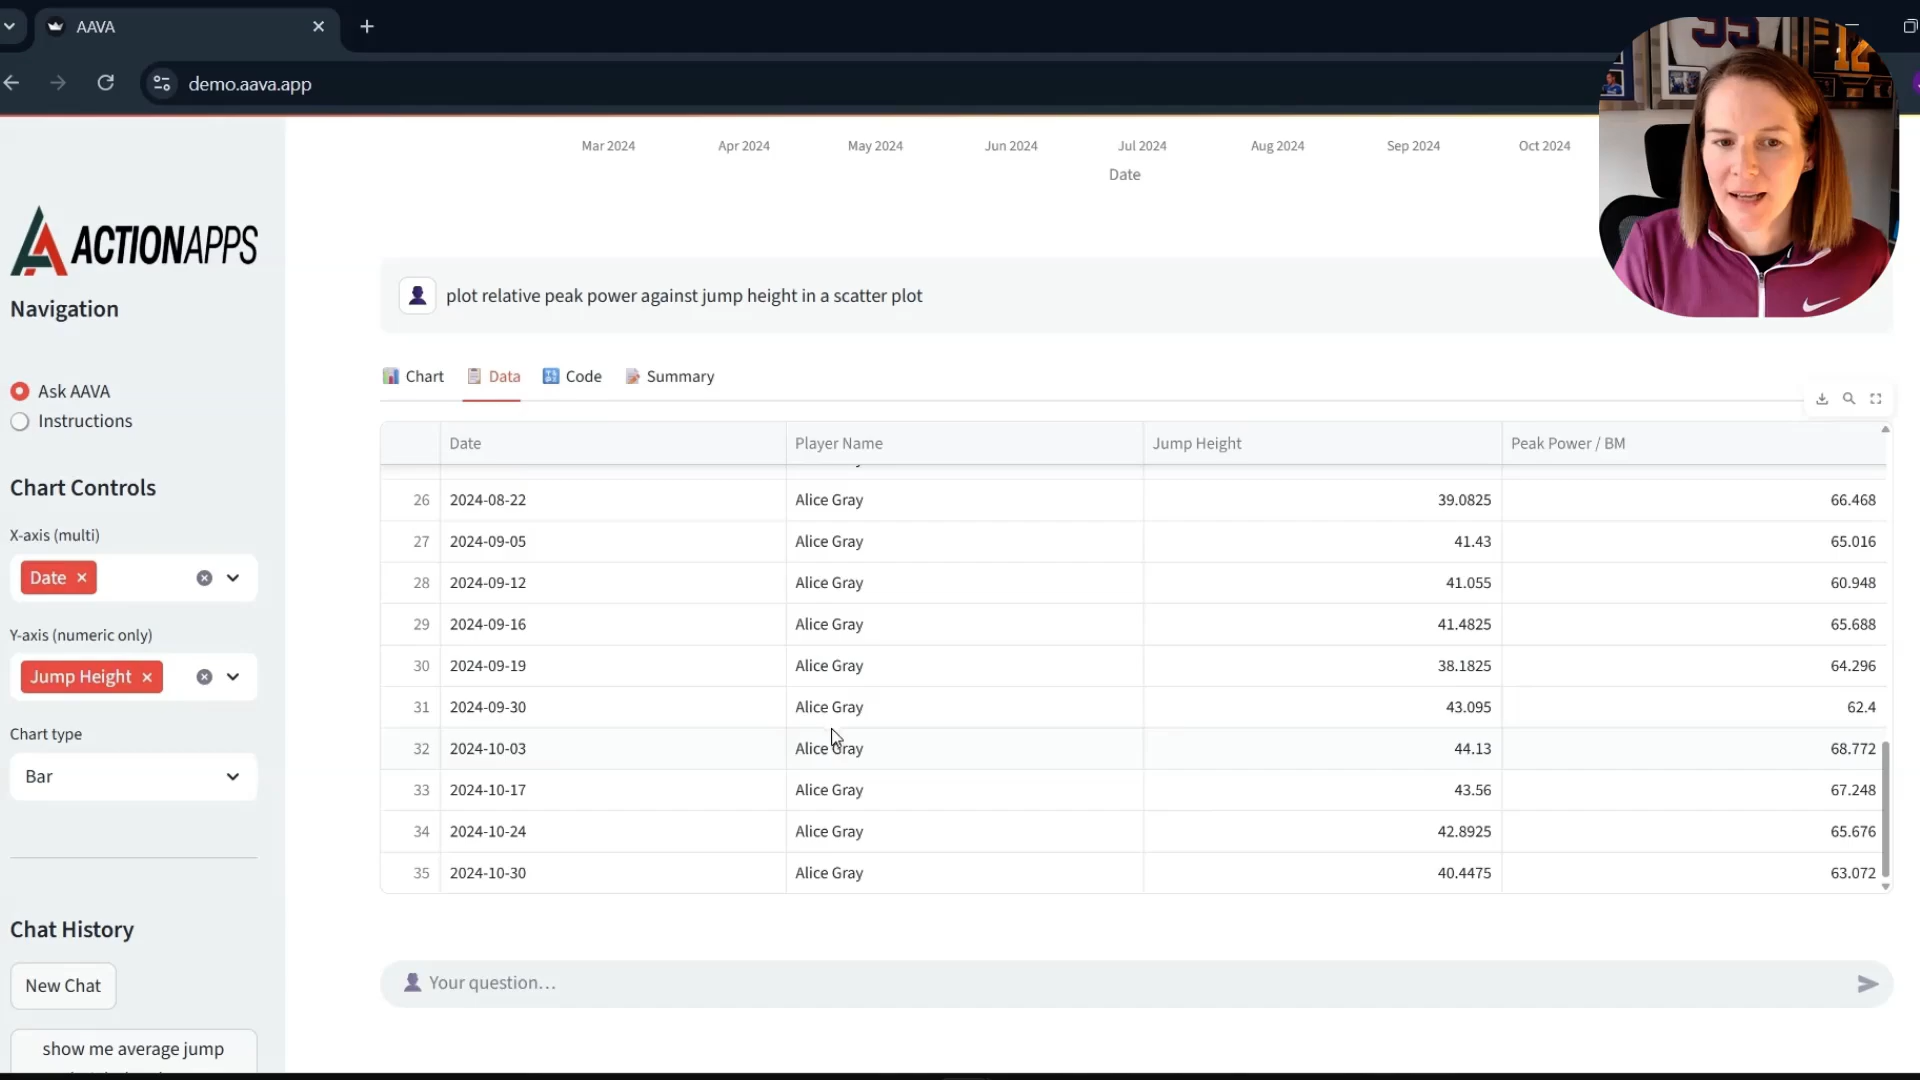 AAVA
demo.aava.app
55
12
Mar 2024 Apr 2024 May 2024 Jun 2024 Jul 2024 Aug 2024 Sep 2024 Oct 2024
Date
ACTIONAPPS
Navigation
Ask AAVA
Instructions
Chart Controls
X-axis (multi)
Date
Y-axis (numeric only)
Jump Height
Chart type
Bar
Chat History
New Chat
show me average jump
plot relative peak power against jump height in a scatter plot
Chart Data Code Summary
Date Player Name Jump Height Peak Power / BM
26 2024-08-22 Alice Gray 39.0825 66.468
27 2024-09-05 Alice Gray 41.43 65.016
28 2024-09-12 Alice Gray 41.055 60.948
29 2024-09-16 Alice Gray 41.4825 65.688
30 2024-09-19 Alice Gray 38.1825 64.296
31 2024-09-30 Alice Gray 43.095 62.4
32 2024-10-03 Alice Gray 44.13 68.772
33 2024-10-17 Alice Gray 43.56 67.248
34 2024-10-24 Alice Gray 42.8925 65.676
35 2024-10-30 Alice Gray 40.4475 63.072
Your question…